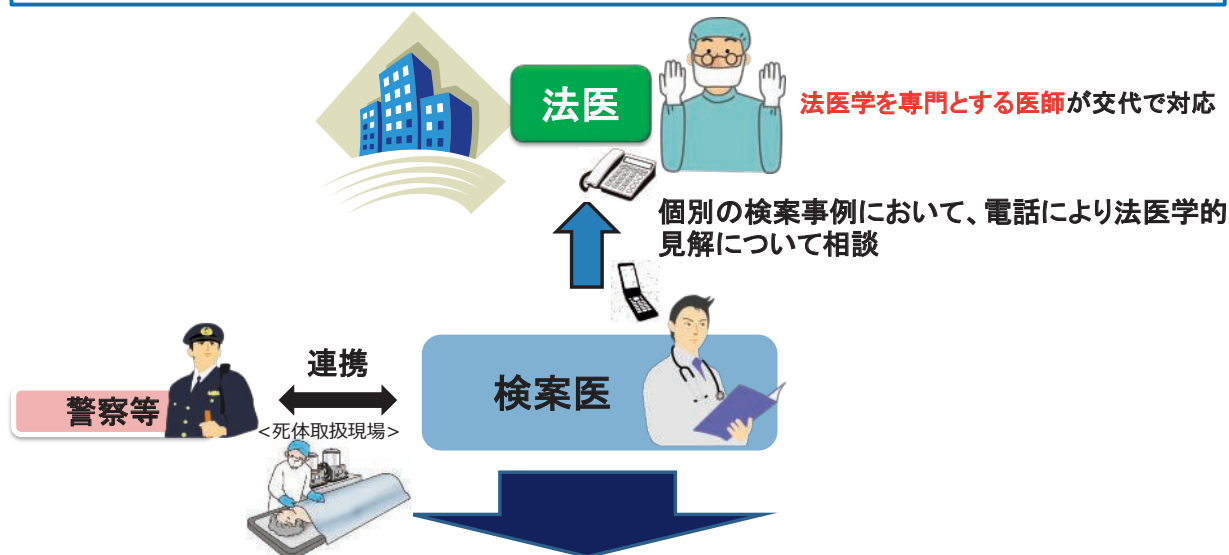 法医
法医学を専門とする医師が交代で対応
個別の検案事例において、電話により法医学的
見解について相談
連携
検案医
警察等
<死体取扱現場>